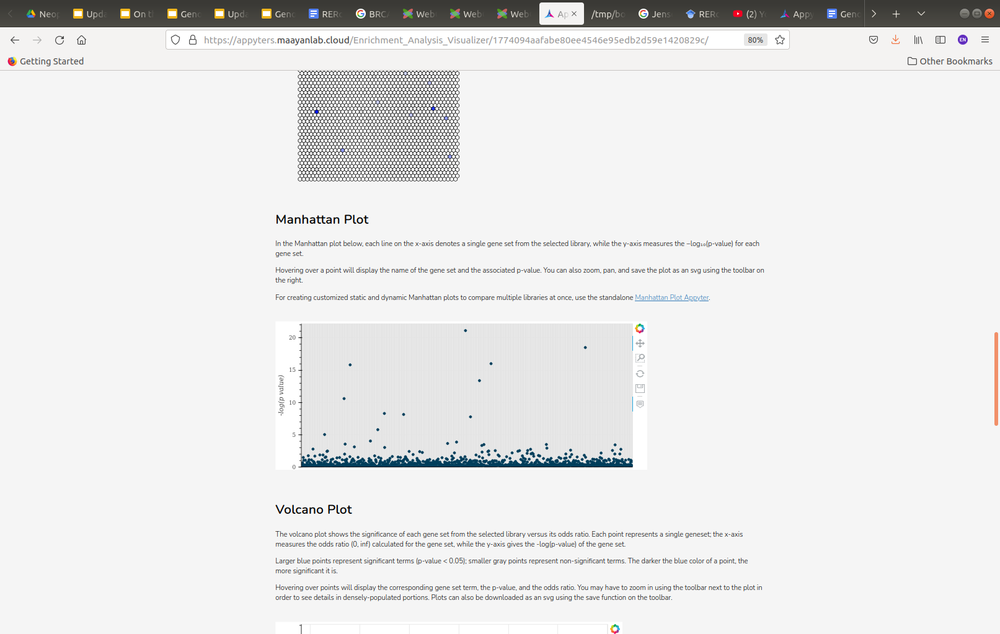 Neop
Upda
On t
Geno
Upda
Geno
RERc
BRCA
Web
Web
Web
Ap
/tmp/bo
Jens
RERc
(2) Y
Appy
Geno
https://appyters.maayanlab.cloud/Enrichment_Analysis_Visualizer/1774094aafabe80ee4546e95edb2d59e1420829c/
80%
EN
Getting Started
Other Bookmarks
Manhattan Plot
In the Manhattan plot below, each line on the x-axis denotes a single gene set from the selected library, while the y-axis measures the −log₁₀(p-value) for each
gene set.
Hovering over a point will display the name of the gene set and the associated p-value. You can also zoom, pan, and save the plot as an svg using the toolbar on
the right.
For creating customized static and dynamic Manhattan plots to compare multiple libraries at once, use the standalone Manhattan Plot Appyter.
20
15
10
5
0
-log(p value)
Volcano Plot
The volcano plot shows the significance of each gene set from the selected library versus its odds ratio. Each point represents a single geneset; the x-axis
measures the odds ratio (0, inf) calculated for the gene set, while the y-axis gives the -log(p-value) of the gene set.
Larger blue points represent significant terms (p-value < 0.05); smaller gray points represent non-significant terms. The darker the blue color of a point, the
more significant it is.
Hovering over points will display the corresponding gene set term, the p-value, and the odds ratio. You may have to zoom in using the toolbar next to the plot in
order to see details in densely-populated portions. Plots can also be downloaded as an svg using the save function on the toolbar.